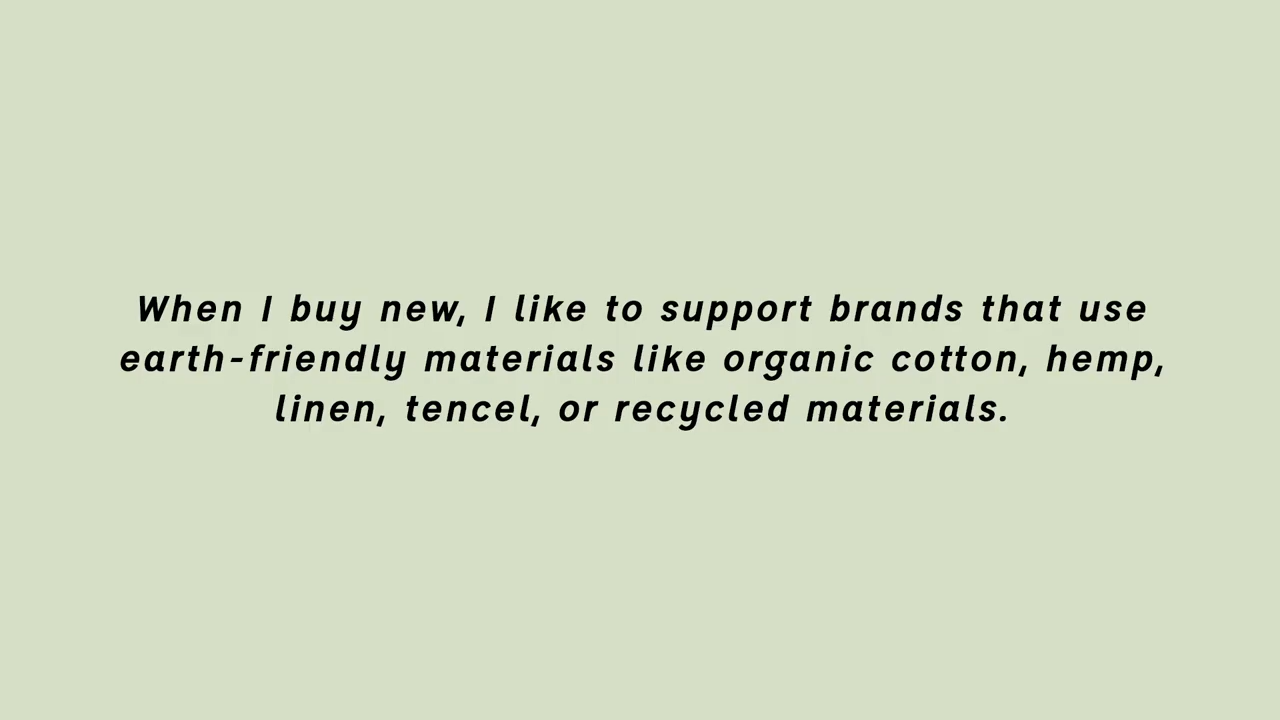 When I buy new, I like to support brands that use
earth-friendly materials like organic cotton, hemp,
linen, tencel, or recycled materials.